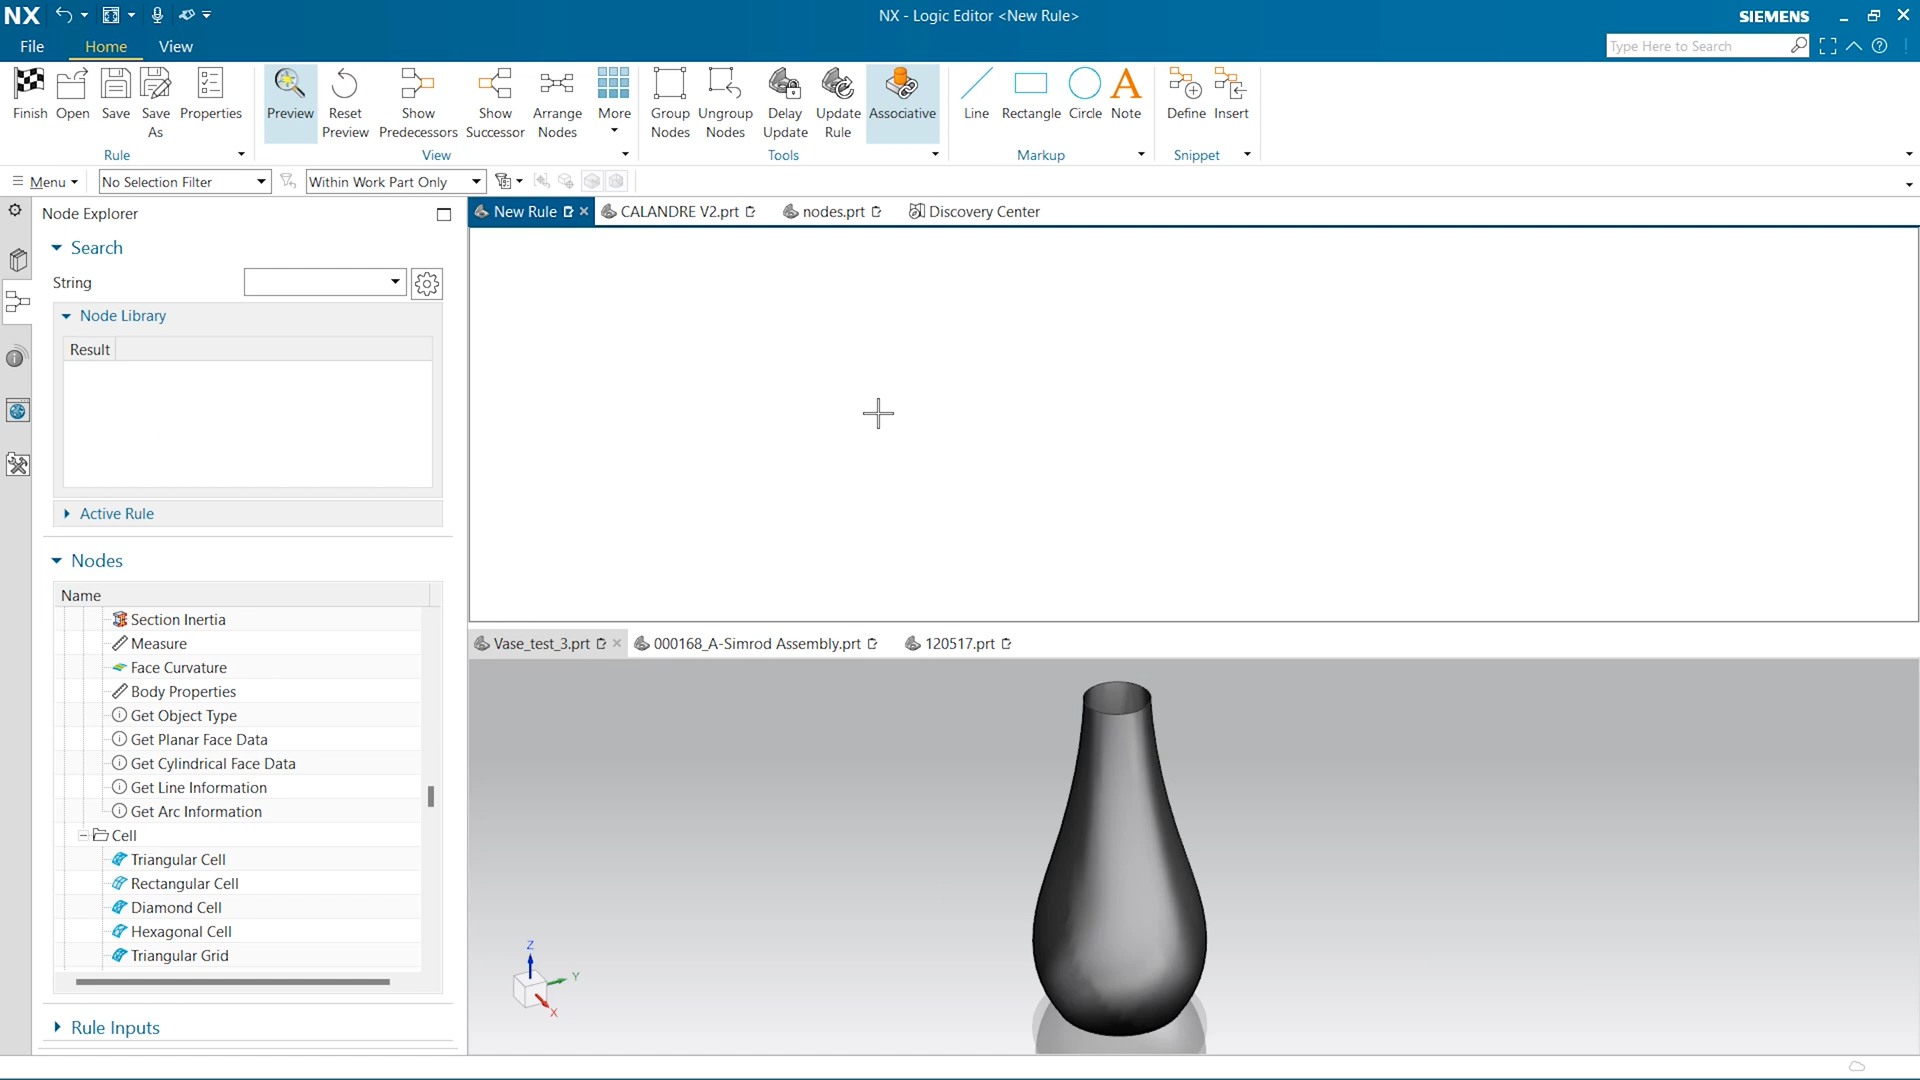 NX
NX - Logic Editor <New Rule>
SIEMENS
File
Home
View
Type Here to Search
Finish
Open
Save
Save As
Properties
Preview
Reset Preview
Show Predecessors
Show Successor
Arrange Nodes
More
Group Nodes
Ungroup Nodes
Delay Update
Update Rule
Associative
Line
Rectangle
Circle
Note
Define
Insert
Rule
View
Tools
Markup
Snippet
Menu
No Selection Filter
Within Work Part Only
Node Explorer
Search
String
Node Library
Result
Active Rule
Nodes
Name
Section Inertia
Measure
Face Curvature
Body Properties
Get Object Type
Get Planar Face Data
Get Cylindrical Face Data
Get Line Information
Get Arc Information
Cell
Triangular Cell
Rectangular Cell
Diamond Cell
Hexagonal Cell
Triangular Grid
Rule Inputs
New Rule
CALANDRE V2.prt
nodes.prt
Discovery Center
Vase_test_3.prt
000168_A-Simrod Assembly.prt
120517.prt
Z
Y
X